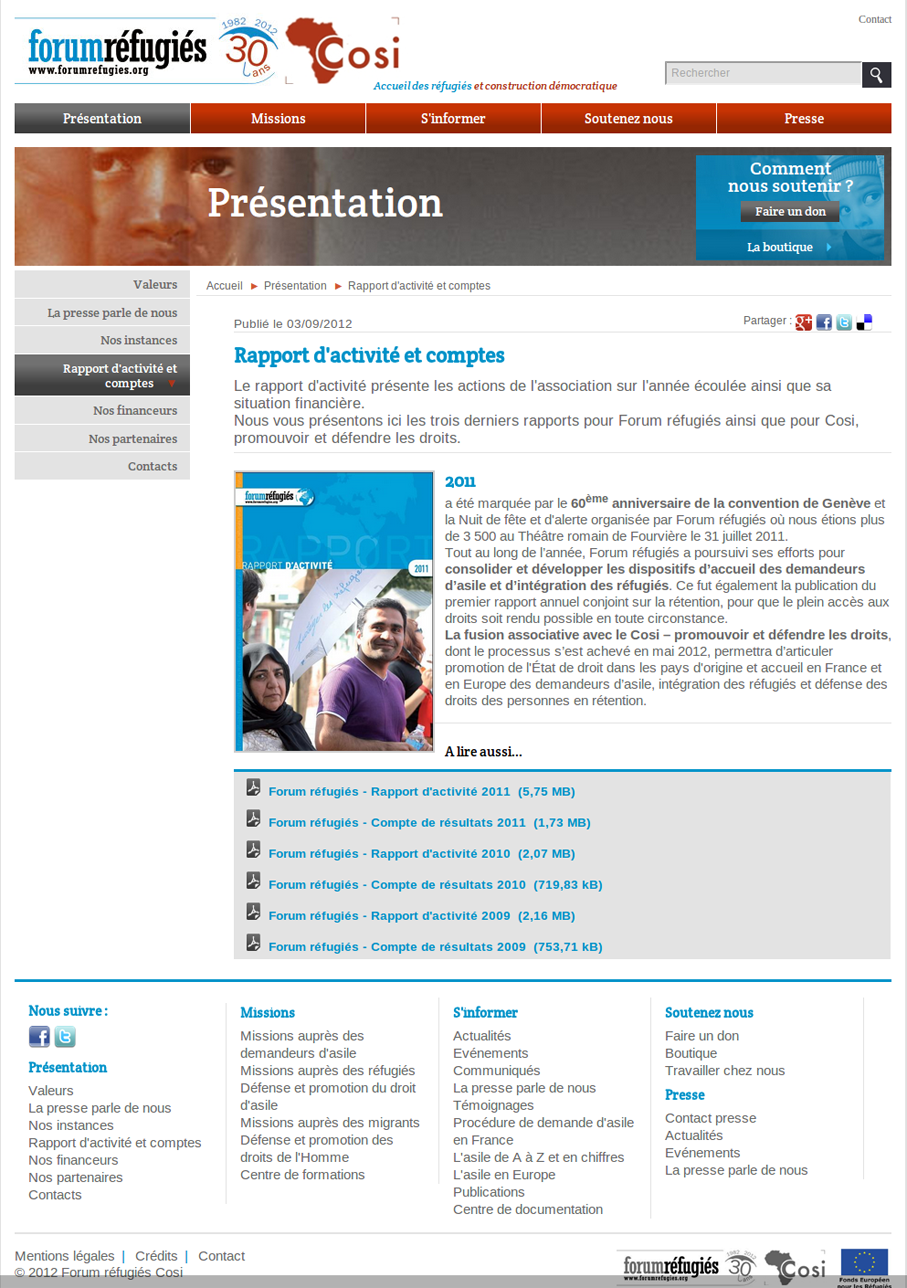 Contact
forumréfugiés
www.forumrefugies.org
1982 2012
30
ans
Cosi
Accueil des réfugiés et construction démocratique
Rechercher
Présentation
Missions
S'informer
Soutenez nous
Presse
Présentation
Comment
nous soutenir ?
Faire un don
La boutique
Valeurs
La presse parle de nous
Nos instances
Rapport d'activité et
comptes
Nos financeurs
Nos partenaires
Contacts
Accueil Présentation Rapport d'activité et comptes
Publié le 03/09/2012
Partager :
Rapport d'activité et comptes
Le rapport d'activité présente les actions de l'association sur l'année écoulée ainsi que sa
situation financière.
Nous vous présentons ici les trois derniers rapports pour Forum réfugiés ainsi que pour Cosi,
promouvoir et défendre les droits.
forumréfugiés
RAPPORT
RAPPORT D'ACTIVITÉ
2011
2011
a été marquée par le 60ème anniversaire de la convention de Genève et
la Nuit de fête et d'alerte organisée par Forum réfugiés où nous étions plus
de 3 500 au Théâtre romain de Fourvière le 31 juillet 2011.
Tout au long de l'année, Forum réfugiés a poursuivi ses efforts pour
consolider et développer les dispositifs d’accueil des demandeurs
d’asile et d’intégration des réfugiés. Ce fut également la publication du
premier rapport annuel conjoint sur la rétention, pour que le plein accès aux
droits soit rendu possible en toute circonstance.
La fusion associative avec le Cosi – promouvoir et défendre les droits,
dont le processus s’est achevé en mai 2012, permettra d’articuler
promotion de l'État de droit dans les pays d'origine et accueil en France et
en Europe des demandeurs d’asile, intégration des réfugiés et défense des
droits des personnes en rétention.
A lire aussi...
Forum réfugiés - Rapport d'activité 2011 (5,75 MB)
Forum réfugiés - Compte de résultats 2011 (1,73 MB)
Forum réfugiés - Rapport d'activité 2010 (2,07 MB)
Forum réfugiés - Compte de résultats 2010 (719,83 kB)
Forum réfugiés - Rapport d'activité 2009 (2,16 MB)
Forum réfugiés - Compte de résultats 2009 (753,71 kB)
Nous suivre :
Présentation
Valeurs
La presse parle de nous
Nos instances
Rapport d'activité et comptes
Nos financeurs
Nos partenaires
Contacts
Missions
Missions auprès des
demandeurs d'asile
Missions auprès des réfugiés
Défense et promotion du droit
d'asile
Missions auprès des migrants
Défense et promotion des
droits de l'Homme
Centre de formations
S'informer
Actualités
Evénements
Communiqués
La presse parle de nous
Témoignages
Procédure de demande d'asile
en France
L'asile de A à Z et en chiffres
L'asile en Europe
Publications
Centre de documentation
Soutenez nous
Faire un don
Boutique
Travailler chez nous
Presse
Contact presse
Actualités
Evénements
La presse parle de nous
Mentions légales | Crédits | Contact
© 2012 Forum réfugiés Cosi
forumréfugiés
www.forumrefugies.org
1982 2012
30
ans
Cosi
Fonds Européen
pour les Réfugiés